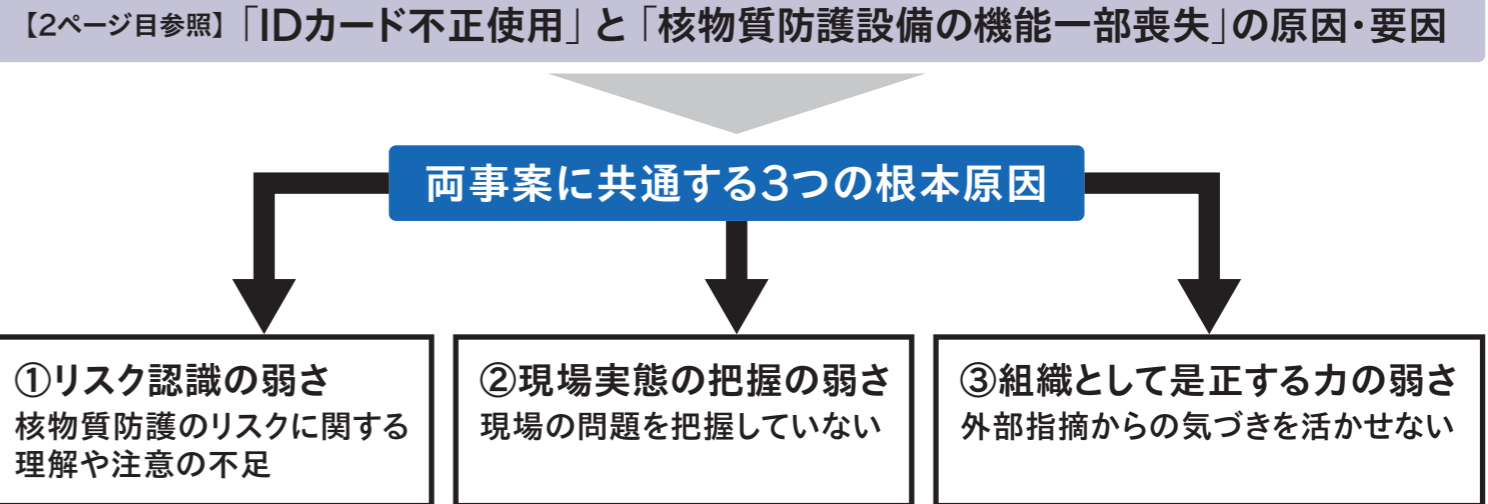 【2ページ目参照】「IDカード不正使用」と「核物質防護設備の機能一部喪失」の原因・要因
両事案に共通する3つの根本原因
①リスク認識の弱さ
核物質防護のリスクに関する
理解や注意の不足
②現場実態の把握の弱さ
現場の問題を把握していない
③組織として是正する力の弱さ
外部指摘からの気づきを活かせない